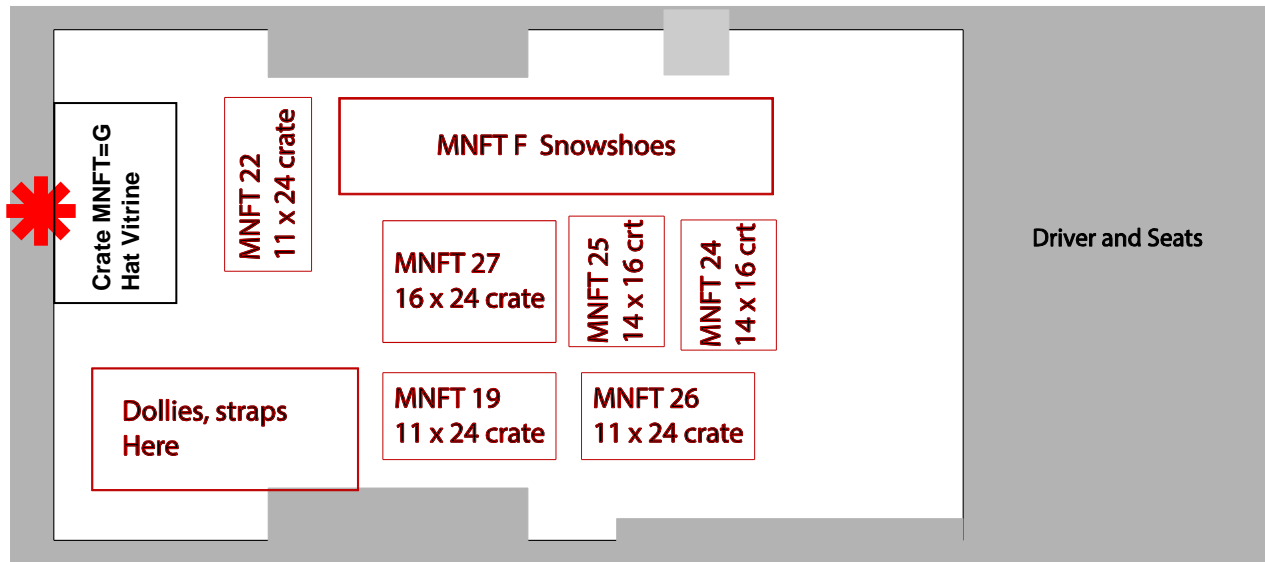 Crate MNFT=G
Hat Vitrine
MNFT 22
11 x 24 crate
MNFT F Snowshoes
MNFT 27
16 x 24 crate
MNFT 25
14 x 16 crt
MNFT 24
14 x 16 crt
Driver and Seats
Dollies, straps
Here
MNFT 19
11 x 24 crate
MNFT 26
11 x 24 crate